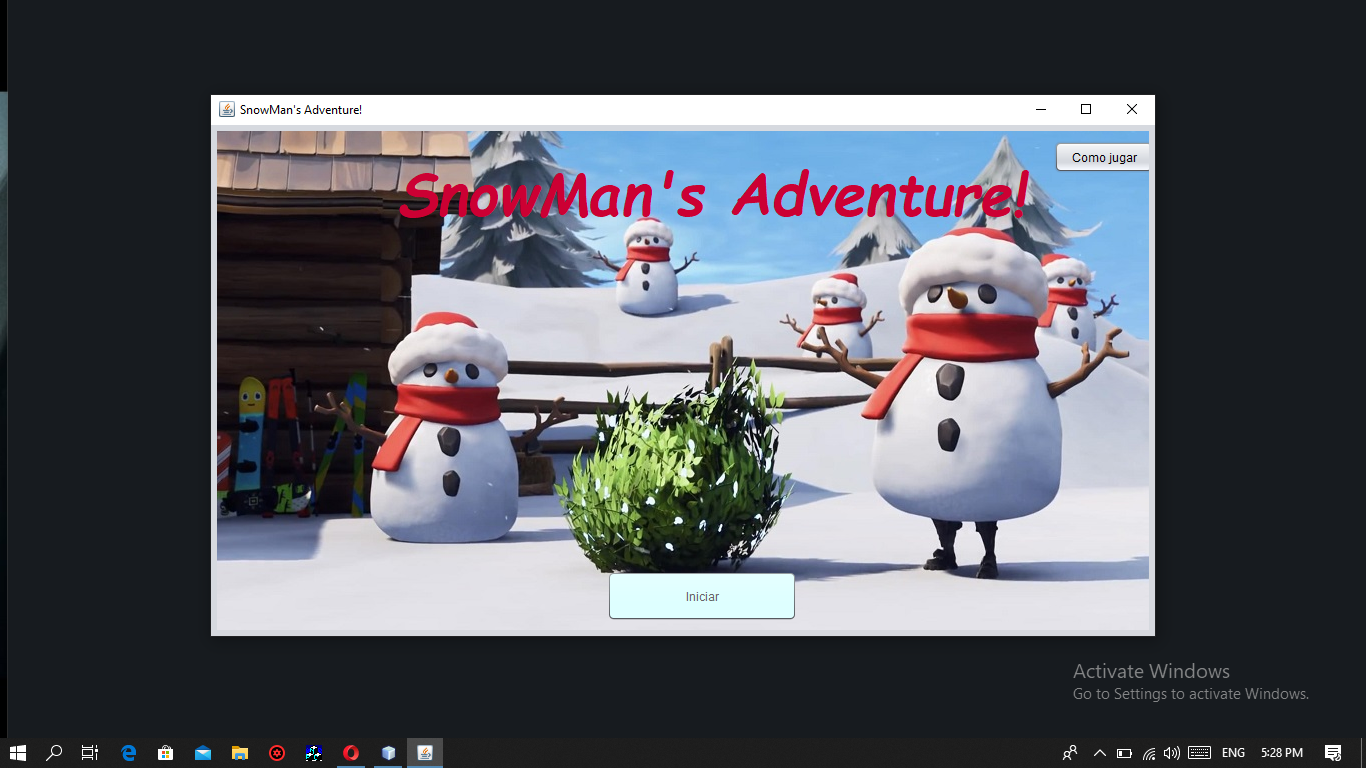 SnowMan's Adventure!
Como jugar
SnowMan's Adventure!
Iniciar
Activate Windows
Go to Settings to activate Windows.
ENG
5:28 PM